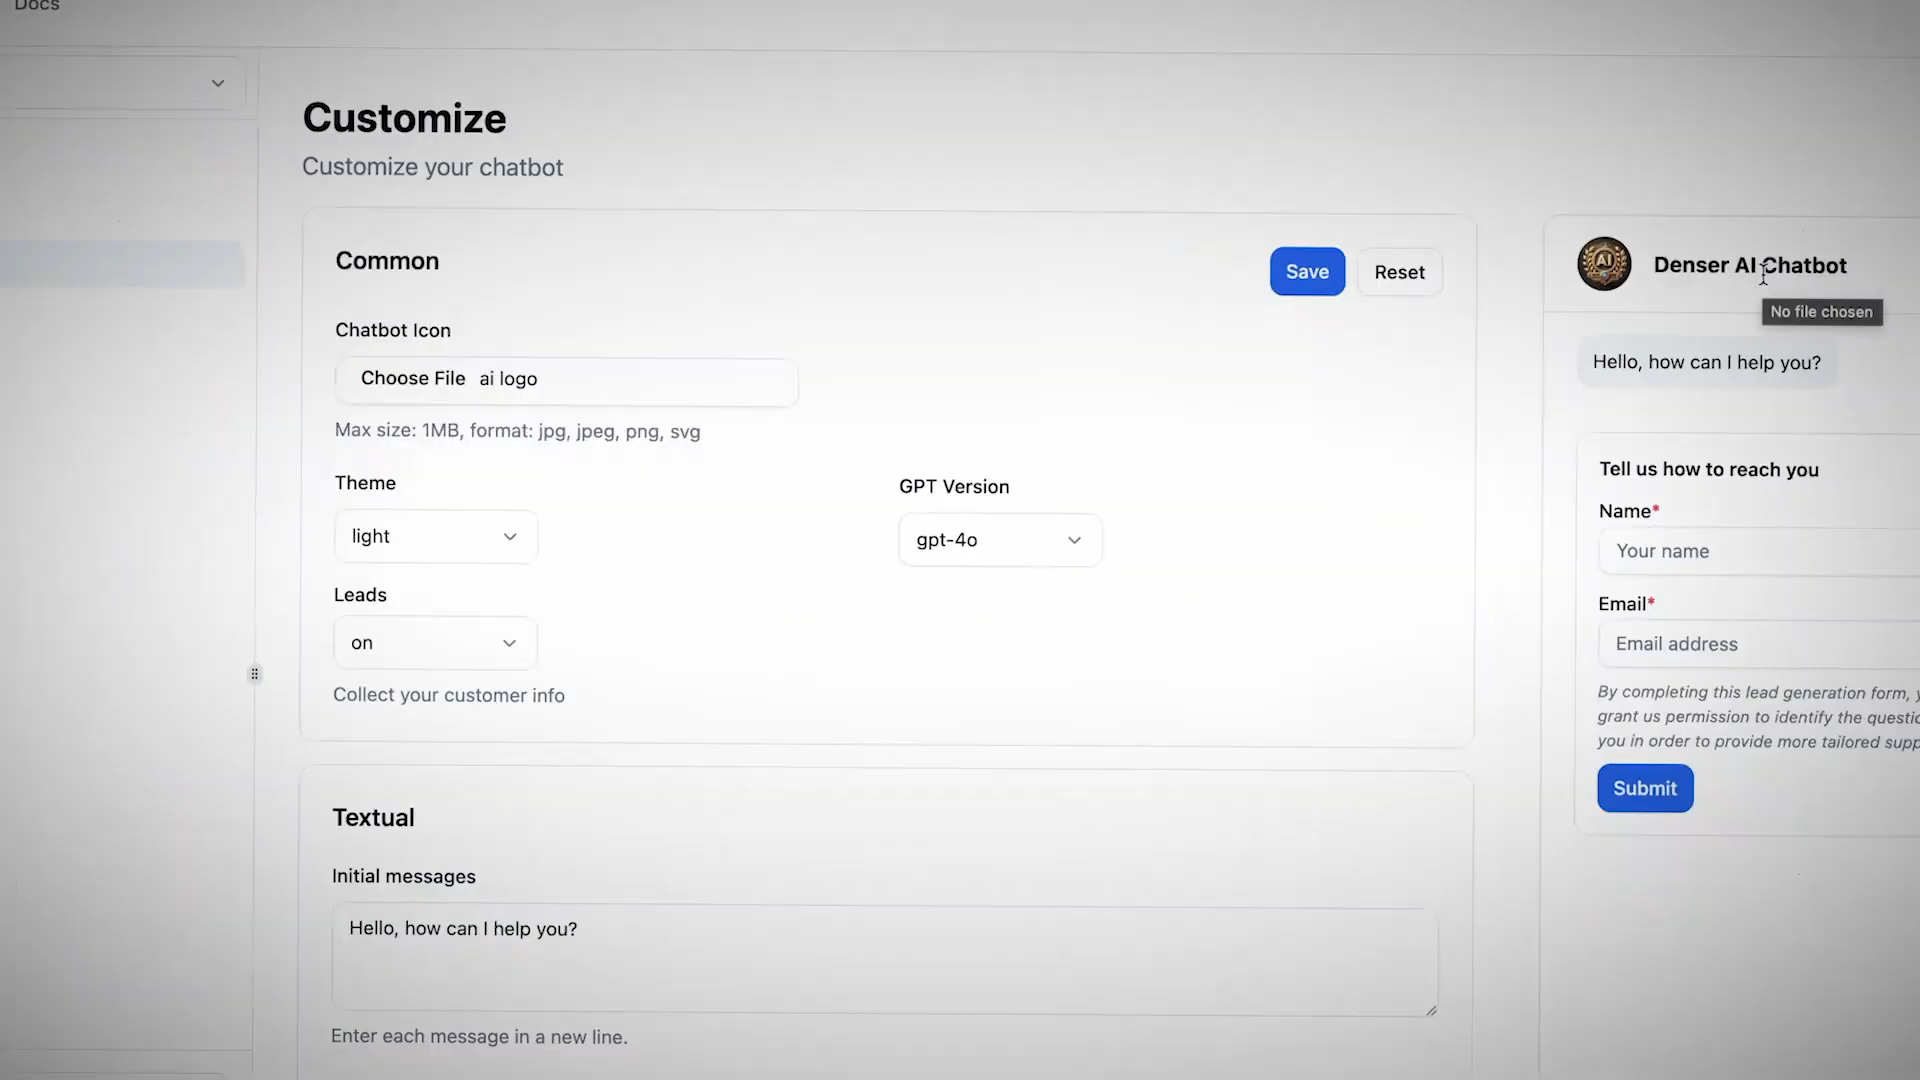 Docs
Customize
Customize your chatbot
Common
Save
Reset
Chatbot Icon
Choose File ai logo
Max size: 1MB, format: jpg, jpeg, png, svg
Theme
GPT Version
light
gpt-4o
Leads
on
Collect your customer info
Textual
Initial messages
Hello, how can I help you?
Enter each message in a new line.
AI
Denser AI Chatbot
No file chosen
Hello, how can I help you?
Tell us how to reach you
Name*
Your name
Email*
Email address
By completing this lead generation form,
grant us permission to identify the
you in order to provide more tailored
Submit